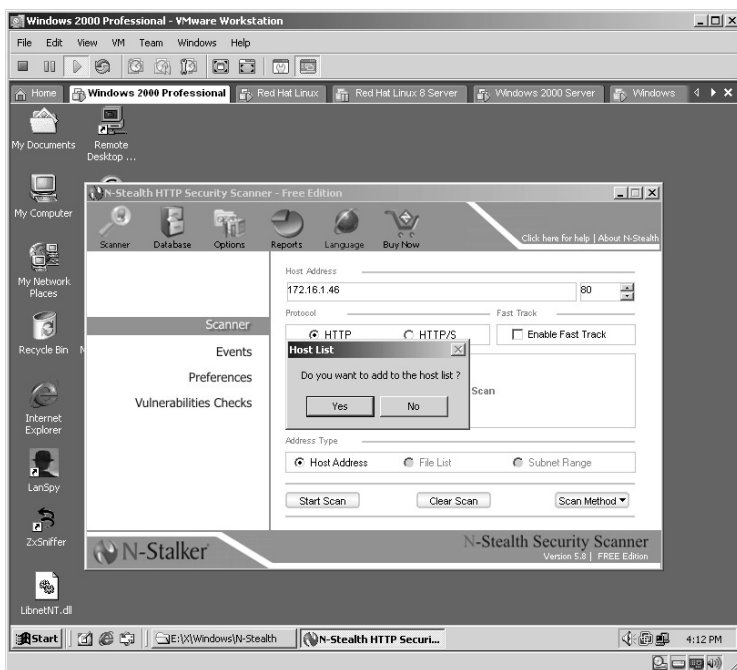 Windows 2000 Professional - VMware Workstation
File Edit View VM Team Windows Help
Home Windows 2000 Professional Red Hat Linux Red Hat Linux 8 Server Windows 2000 Server Windows
My Documents
Remote Desktop ...
My Computer
My Network Places
Recycle Bin
Internet Explorer
LanSpy
ZxSniffer
LibnetNT.dll
N-Stealth HTTP Security Scanner - Free Edition
Scanner Database Options Reports Language Buy Now
Click here for help | About N-Stealth
Scanner
Events
Preferences
Vulnerabilities Checks
Host Address
172.16.1.46 80
Protocol Fast Track
HTTP HTTP/S Enable Fast Track
Host List
Do you want to add to the host list ?
Yes No
Scan
Address Type
Host Address File List Subnet Range
Start Scan Clear Scan Scan Method
N-Stalker
N-Stealth Security Scanner
Version 5.8 | FREE Edition
Start E:\X\Windows\N-Stealth N-Stealth HTTP Securi... 4:12 PM